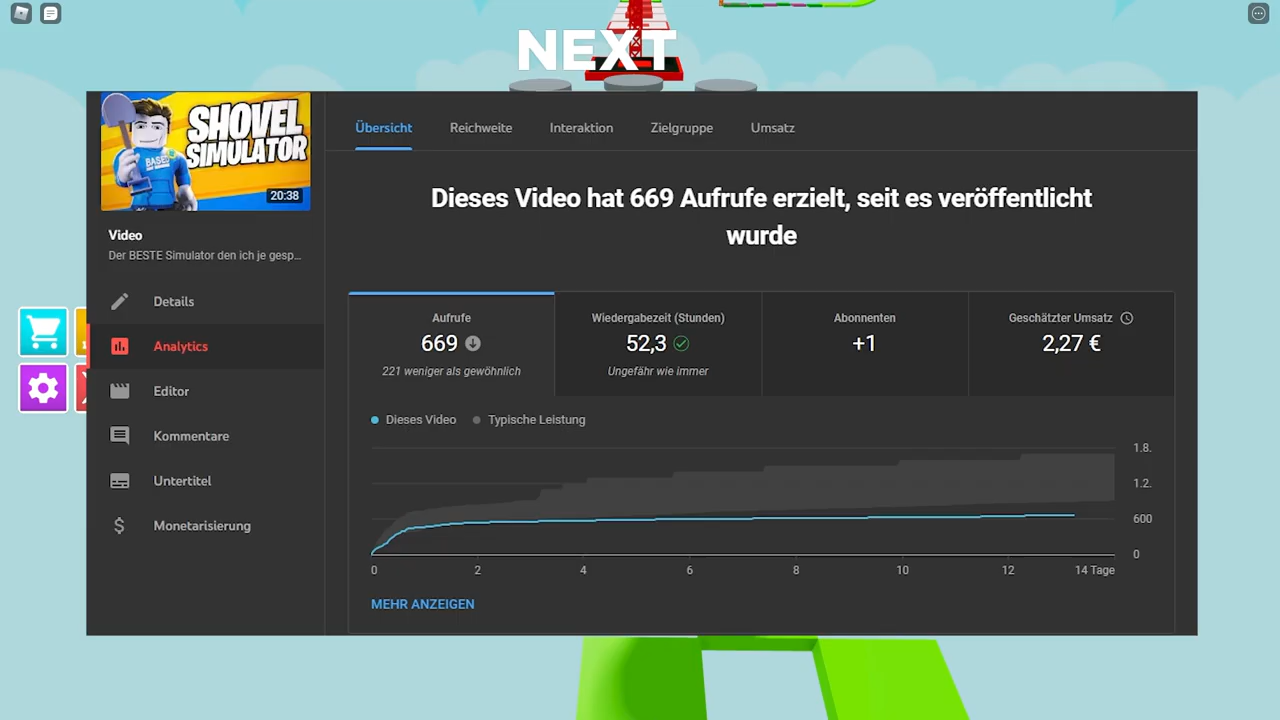 NEXT
SHOVEL
SIMULATOR
BASED
20:38
Video
Der BESTE Simulator den ich je gesp...
Details
Analytics
Editor
Kommentare
Untertitel
Monetarisierung
Übersicht
Reichweite
Interaktion
Zielgruppe
Umsatz
Dieses Video hat 669 Aufrufe erzielt, seit es veröffentlicht
wurde
Aufrufe
669
221 weniger als gewöhnlich
Wiedergabezeit (Stunden)
52,3
Ungefähr wie immer
Abonnenten
+1
Geschätzter Umsatz
2,27 €
Dieses Video
Typische Leistung
1.8.
1.2.
600
0
0 2 4 6 8 10 12 14 Tage
MEHR ANZEIGEN